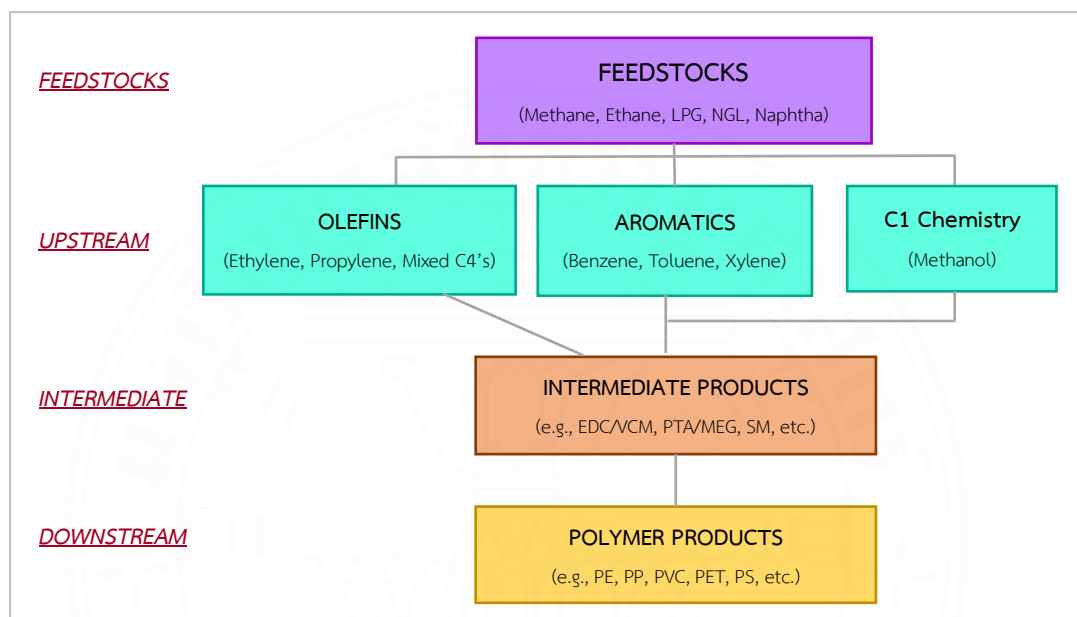 FEEDSTOCKS
FEEDSTOCKS
(Methane, Ethane, LPG, NGL, Naphtha)
UPSTREAM
OLEFINS
(Ethylene, Propylene, Mixed C4's)
AROMATICS
(Benzene, Toluene, Xylene)
C1 Chemistry
(Methanol)
INTERMEDIATE
INTERMEDIATE PRODUCTS
(e.g., EDC/VCM, PTA/MEG, SM, etc.)
DOWNSTREAM
POLYMER PRODUCTS
(e.g., PE, PP, PVC, PET, PS, etc.)